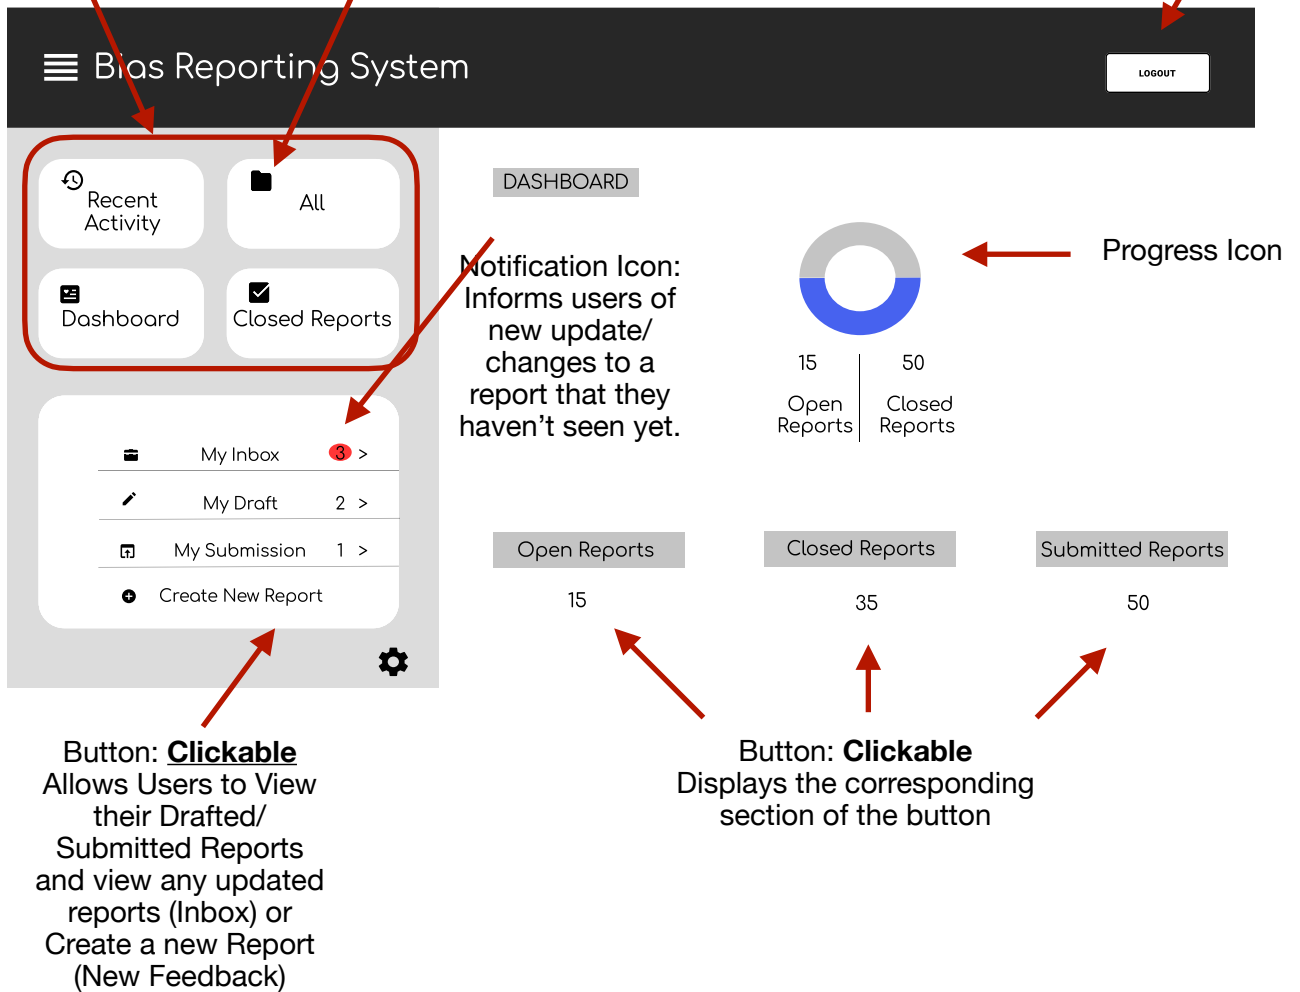 Bias Reporting System
LOGOUT
Recent
Activity
All
Dashboard
Closed Reports
My Inbox 3 >
My Draft 2 >
My Submission 1 >
Create New Report
DASHBOARD
Notification Icon:
Informs users of
new update/
changes to a
report that they
haven’t seen yet.
Progress Icon
15
Open
Reports
50
Closed
Reports
Open Reports
15
Closed Reports
35
Submitted Reports
50
Button: Clickable
Allows Users to View
their Drafted/
Submitted Reports
and view any updated
reports (Inbox) or
Create a new Report
(New Feedback)
Button: Clickable
Displays the corresponding
section of the button